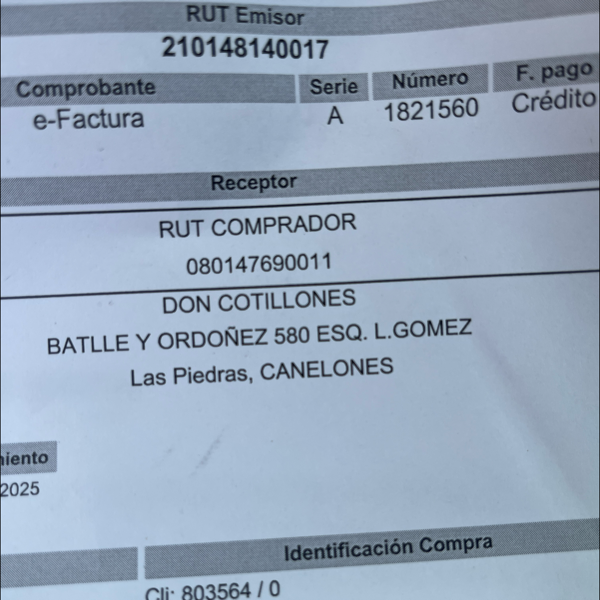 RUT Emisor
210148140017
Comprobante Serie Número F. pago
e-Factura A 1821560 Crédito
Receptor
RUT COMPRADOR
080147690011
DON COTILLONES
BATLLE Y ORDOÑEZ 580 ESQ. L.GOMEZ
Las Piedras, CANELONES
2025
Identificación Compra
Cli: 803564 / 0